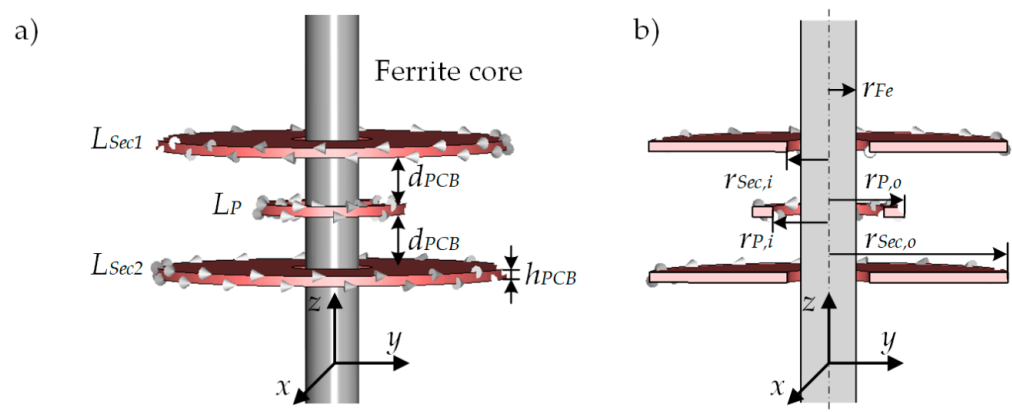 a)
Ferrite core
LSec1
dPCB
LP
dPCB
LSec2
hPCB
z
y
x
b)
rFe
rSec,i
rP,o
rP,i
rSec,o
z
y
x